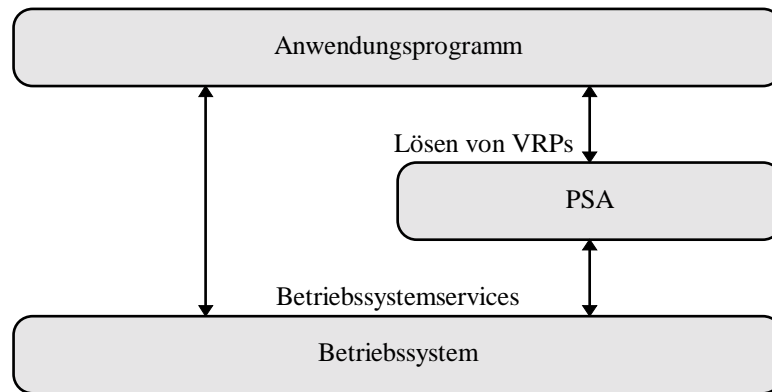 Anwendungsprogramm
Lösen von VRPs
PSA
Betriebssystemservices
Betriebssystem